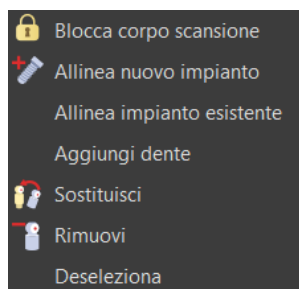 Blocca corpo scansione
Allinea nuovo impianto
Allinea impianto esistente
Aggiungi dente
Sostituisci
Rimuovi
Deseleziona